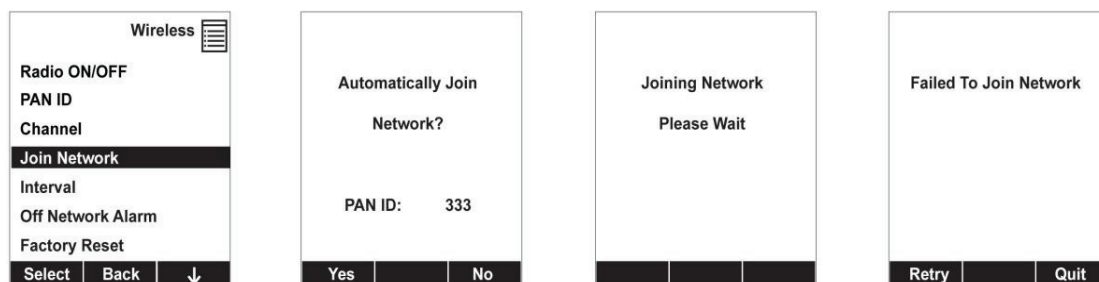 Wireless
Radio ON/OFF
PAN ID
Channel
Join Network
Interval
Off Network Alarm
Factory Reset
Select Back ↓
Automatically Join
Network?
PAN ID: 333
Yes No
Joining Network
Please Wait
Failed To Join Network
Retry Quit